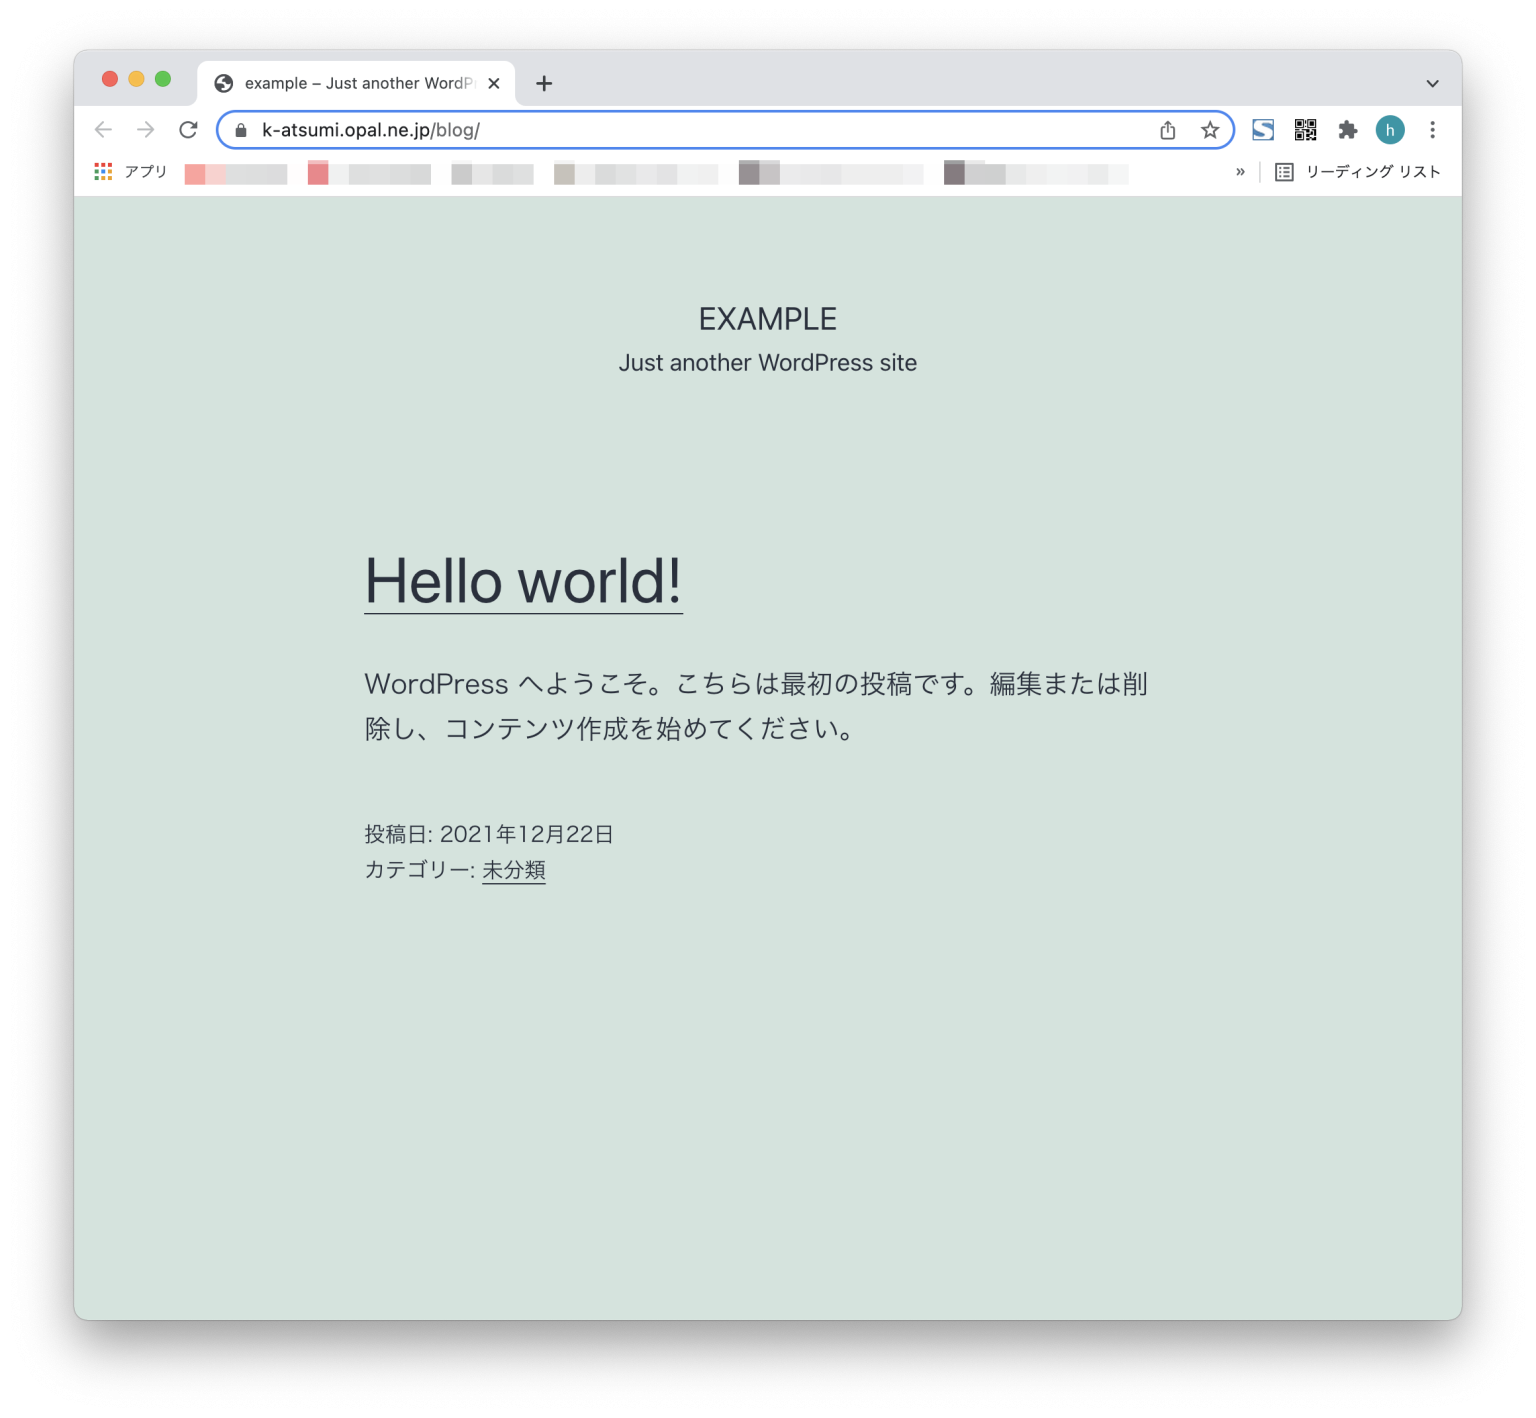 example – Just another WordP
k-atsumi.opal.ne.jp/blog/
h
アプリ
»
リーディング リスト
EXAMPLE
Just another WordPress site
Hello world!
WordPress へようこそ。こちらは最初の投稿です。編集または削
除し、コンテンツ作成を始めてください。
投稿日: 2021年12月22日
カテゴリー: 未分類